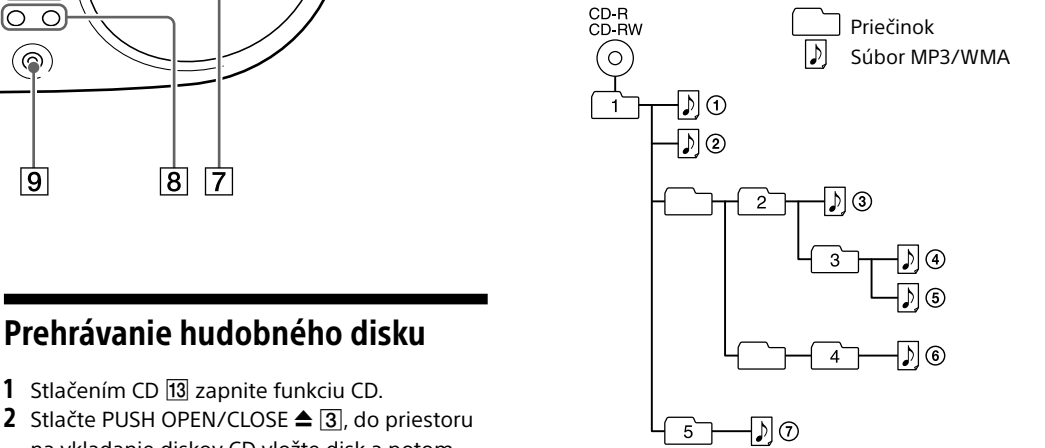 9
8
7
Prehrávanie hudobného disku
1 Stlačením CD 13 zapnite funkciu CD.
2 Stlačte PUSH OPEN/CLOSE ⏏ 3, do priestoru
na vkladanie diskov CD vložte disk a potom
CD-R
CD-RW
Priečinok
Súbor MP3/WMA
1
①
②
2
③
3
④
⑤
4
⑥
5
⑦